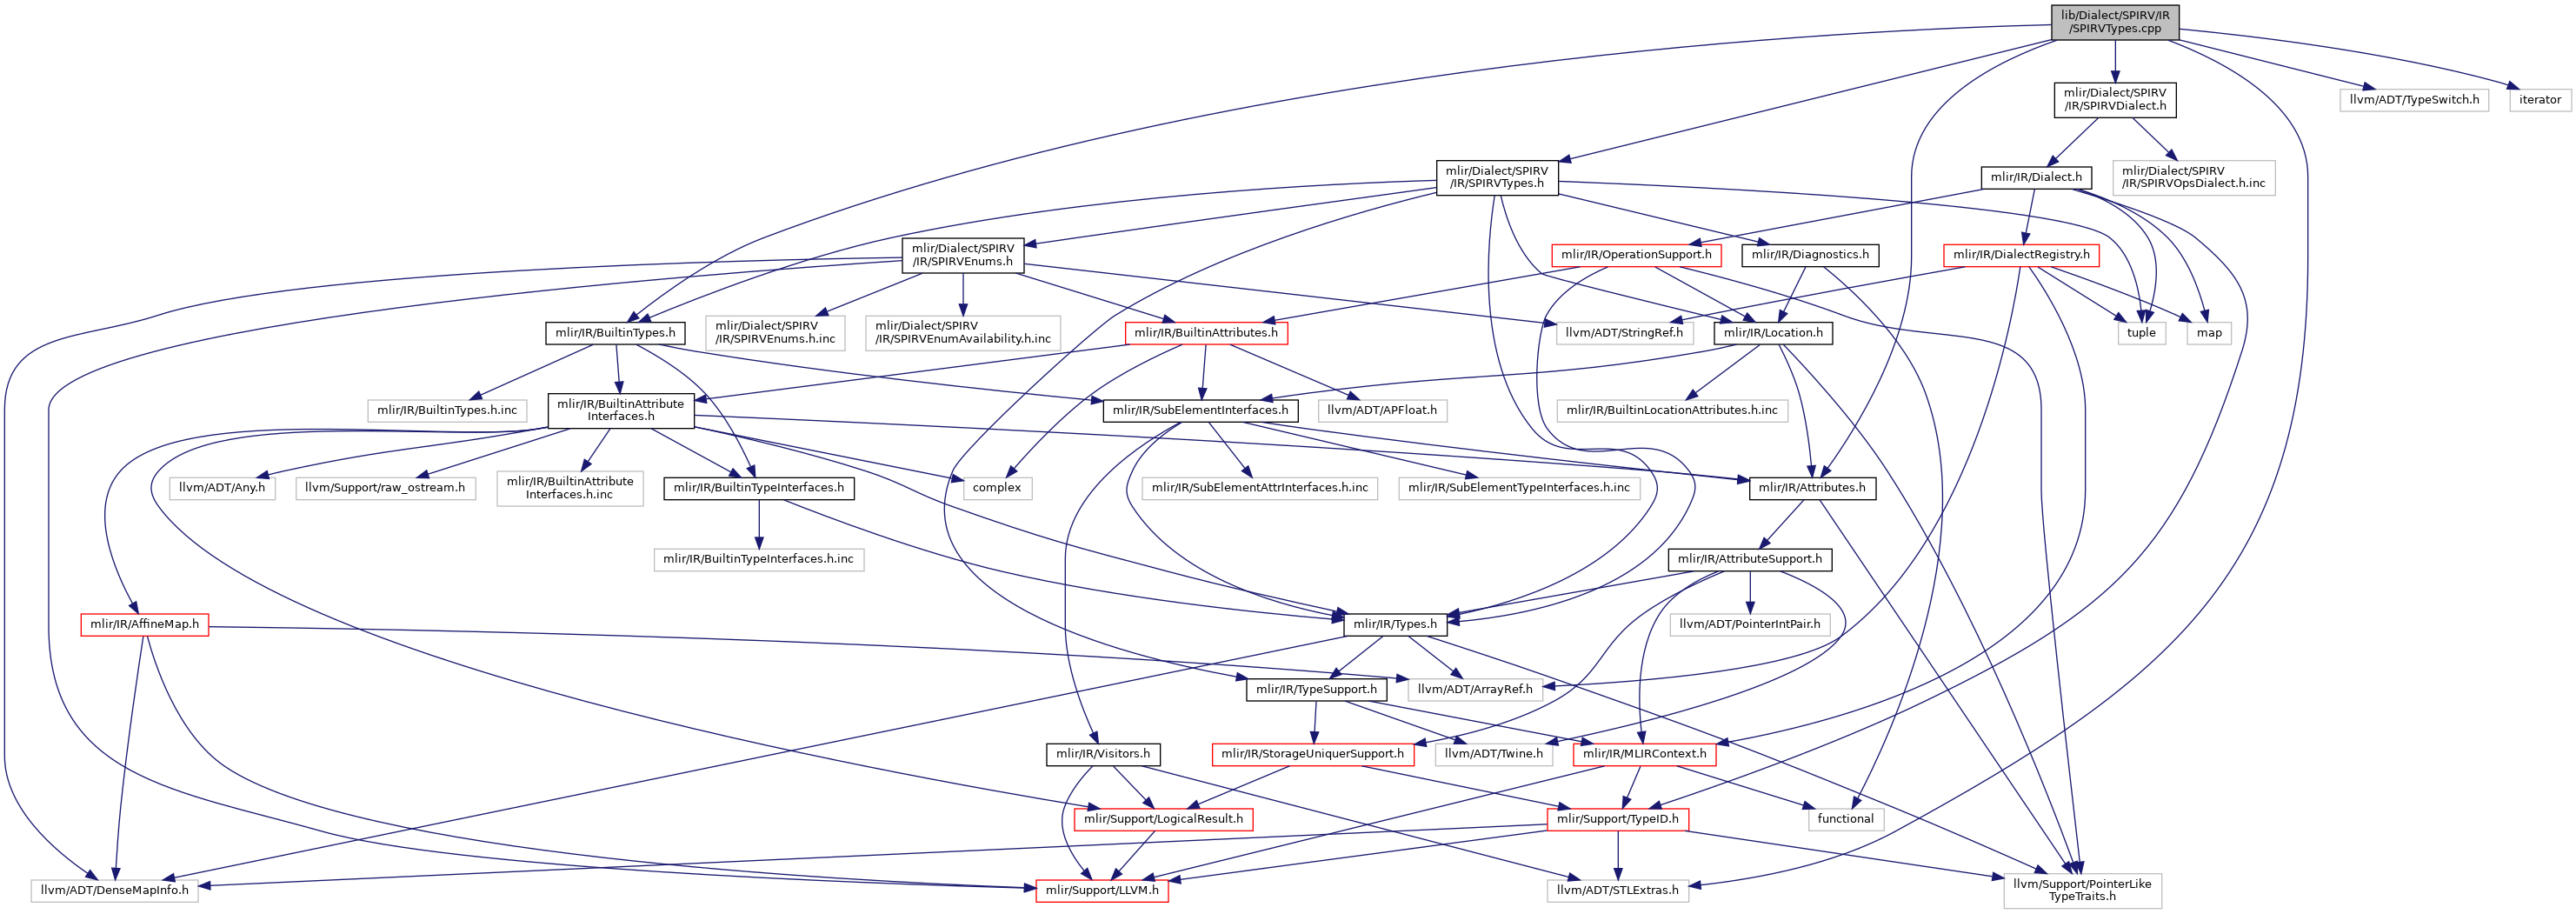 lib/Dialect/SPIRV/IR
/SPIRVTypes.cpp
mlir/Dialect/SPIRV
/IR/SPIRVDialect.h
llvm/ADT/TypeSwitch.h
iterator
mlir/Dialect/SPIRV
/IR/SPIRVTypes.h
mlir/IR/Dialect.h
mlir/Dialect/SPIRV
/IR/SPIRVOpsDialect.h.inc
mlir/Dialect/SPIRV
/IR/SPIRVEnums.h
mlir/IR/OperationSupport.h
mlir/IR/Diagnostics.h
mlir/IR/DialectRegistry.h
mlir/IR/BuiltinTypes.h
mlir/Dialect/SPIRV
/IR/SPIRVEnums.h.inc
mlir/Dialect/SPIRV
/IR/SPIRVEnumAvailability.h.inc
mlir/IR/BuiltinAttributes.h
llvm/ADT/StringRef.h
mlir/IR/Location.h
tuple
map
mlir/IR/BuiltinTypes.h.inc
mlir/IR/BuiltinAttribute
Interfaces.h
mlir/IR/SubElementInterfaces.h
llvm/ADT/APFloat.h
mlir/IR/BuiltinLocationAttributes.h.inc
llvm/ADT/Any.h
llvm/Support/raw_ostream.h
mlir/IR/BuiltinAttribute
Interfaces.h.inc
mlir/IR/BuiltinTypeInterfaces.h
complex
mlir/IR/SubElementAttrInterfaces.h.inc
mlir/IR/SubElementTypeInterfaces.h.inc
mlir/IR/Attributes.h
mlir/IR/BuiltinTypeInterfaces.h.inc
mlir/IR/AttributeSupport.h
mlir/IR/AffineMap.h
mlir/IR/Types.h
llvm/ADT/PointerIntPair.h
mlir/IR/TypeSupport.h
llvm/ADT/ArrayRef.h
mlir/IR/Visitors.h
mlir/IR/StorageUniquerSupport.h
llvm/ADT/Twine.h
mlir/IR/MLIRContext.h
mlir/Support/LogicalResult.h
mlir/Support/TypeID.h
functional
llvm/ADT/DenseMapInfo.h
mlir/Support/LLVM.h
llvm/ADT/STLExtras.h
llvm/Support/PointerLike
TypeTraits.h